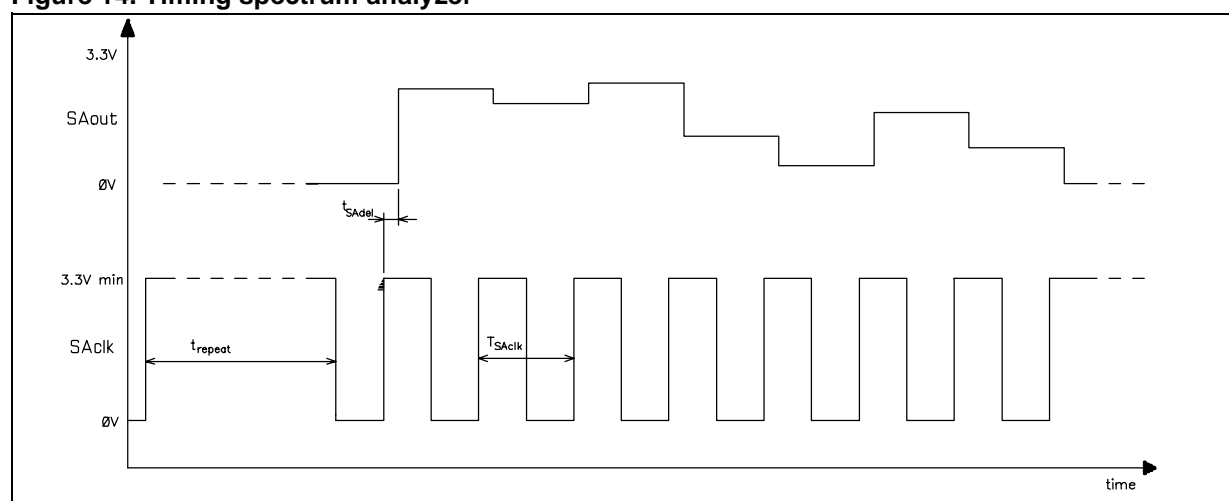 Figure 14. Timing spectrum analyzer
3.3V
SAout
ØV
tSAdel
3.3V min
SAclk
trepeat
TSAclk
ØV
time